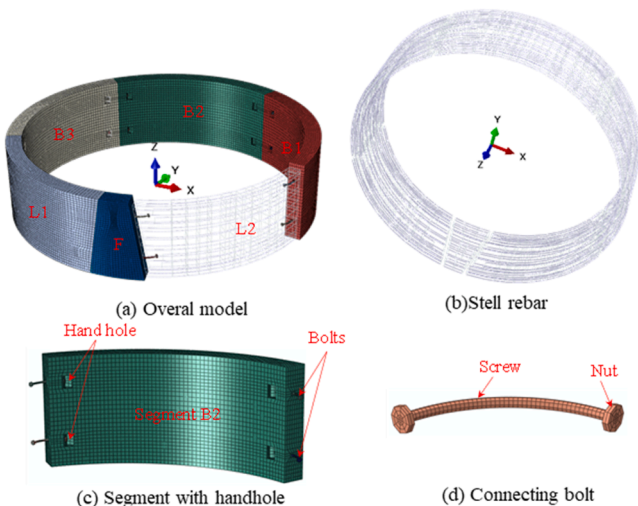 B2
B3
B1
Z
Y
X
L1
L2
F
Y
Z
X
(a) Overal model
(b)Stell rebar
Hand hole
Bolts
Segment B2
Screw
Nut
(c) Segment with handhole
(d) Connecting bolt